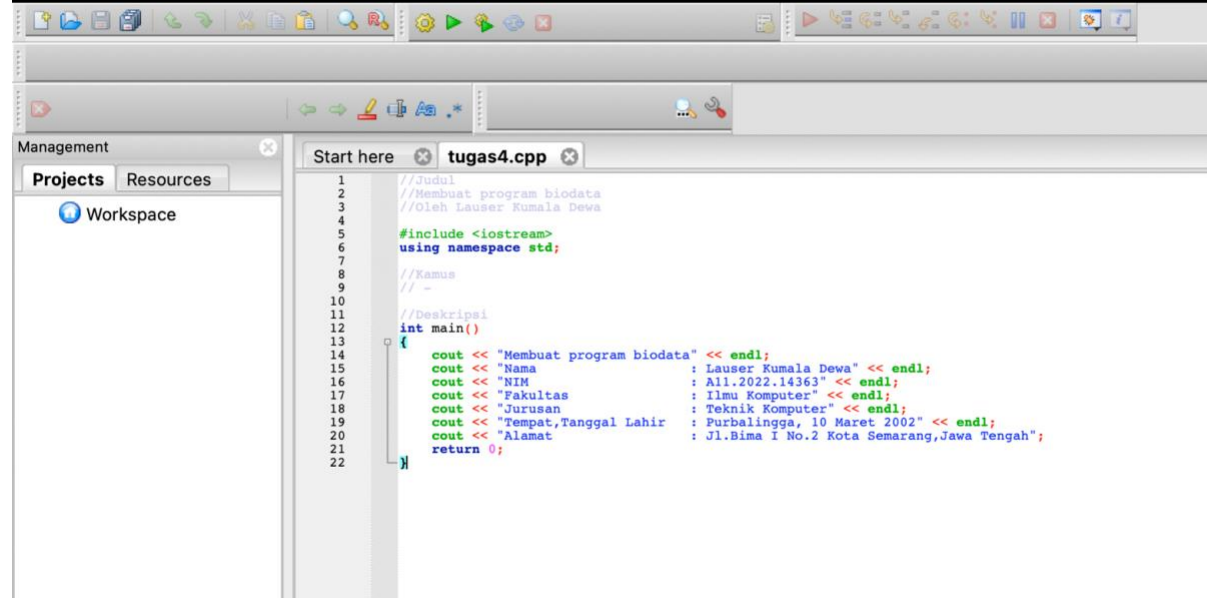 Management
Projects Resources
Workspace
Start here tugas4.cpp
1 //Judul
2 //Membuat program biodata
3 //Oleh Lauser Kumala Dewa
4
5 #include <iostream>
6 using namespace std;
7
8 //Kamus
9 // -
10
11 //Deskripsi
12 int main()
13 {
14 cout << "Membuat program biodata" << endl;
15 cout << "Nama : Lauser Kumala Dewa" << endl;
16 cout << "NIM : A11.2022.14363" << endl;
17 cout << "Fakultas : Ilmu Komputer" << endl;
18 cout << "Jurusan : Teknik Komputer" << endl;
19 cout << "Tempat,Tanggal Lahir : Purbalingga, 10 Maret 2002" << endl;
20 cout << "Alamat : Jl.Bima I No.2 Kota Semarang,Jawa Tengah";
21 return 0;
22 }